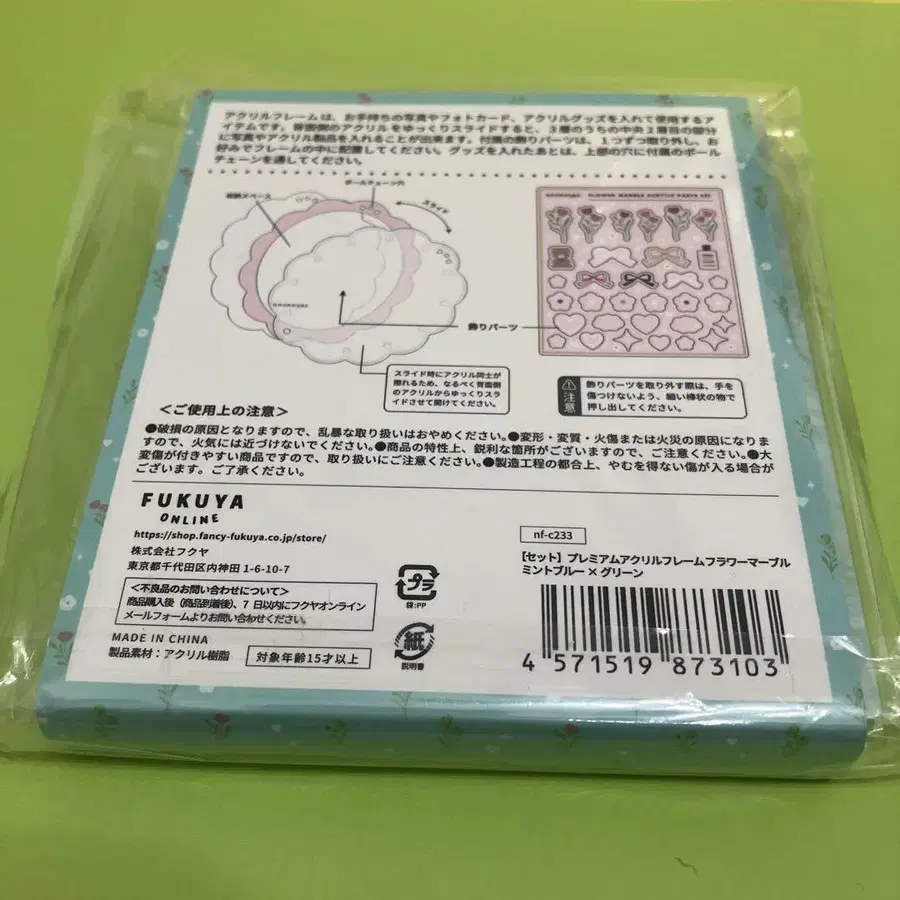 アクリルフレームは、お手持ちの写真やフォトカード、アクリルグッズを入れて使用するア
イテムです。背面側のアクリルをゆっくりスライドすると、3層のうちの中央2層目の部分
に写真やアクリル製品を入れることが出来ます。付属の飾りパーツは、1つずつ取り外し、お
好みでフレームの中に配置してください。グッズを入れたあとは、上部の穴に付属のボール
チェーンを通してください。
ボールチェーン穴
収納スペース
スライド
FLOWER MARBLE ACRYLIC PARTS SET
飾りパーツ
スライド時にアクリル同士が
擦れるため、なるべく背面側
のアクリルからゆっくりスラ
イドさせて開けてください。
注意
飾りパーツを取り外す際は、手を
傷つけないよう、細い棒状の物で
押し出してください。
<ご使用上の注意>
●破損の原因となりますので、乱暴な取り扱いはおやめください。●変形・変質・火傷または火災の原因になりま
すので、火気には近づけないでください。●商品の特性上、鋭利な箇所がございますので、ご注意ください。●大
変傷が付きやすい商品ですので、取り扱いにご注意ください。●製造工程の都合上、やむを得ない傷が入る場合が
ございます。ご了承ください。
FUKUYA
ONLINE
https://shop.fancy-fukuya.co.jp/store/
株式会社フクヤ
東京都千代田区内神田 1-6-10-7
<不良品のお問い合わせについて>
商品購入後(商品到着後)、7日以内にフクヤオンライン
メールフォームよりお問い合わせください。
MADE IN CHINA
製品素材:アクリル樹脂
対象年齢15才以上
プラ
袋:PP
紙
説明書
nf-c233
[セット] プレミアムアクリルフレームフラワーマーブル
ミントブルー × グリーン
4 571519 873103